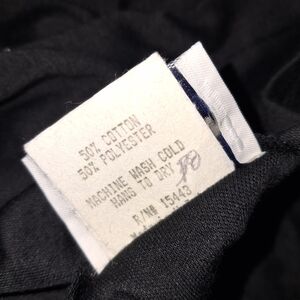 50% COTTON
50% POLYESTER
MACHINE WASH COLD
HANG TO DRY
R/N# 15443